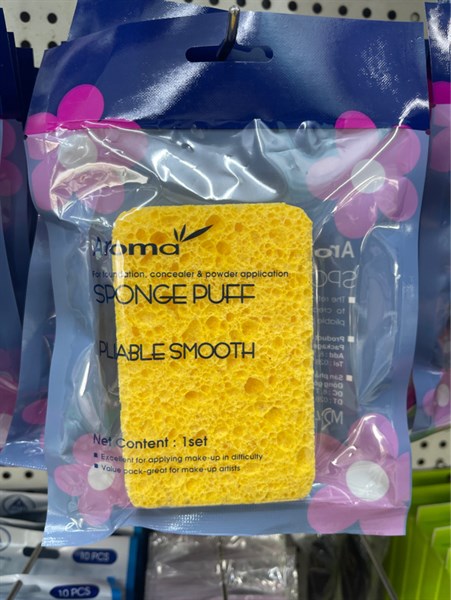 Aroma
For foundation, concealer & powder application
SPONGE PUFF
PLIABLE SMOOTH
Net Content : 1set
Excellent for applying make-up in difficulty
Value pack-great for make-up artists
10 PCS
10 PCS